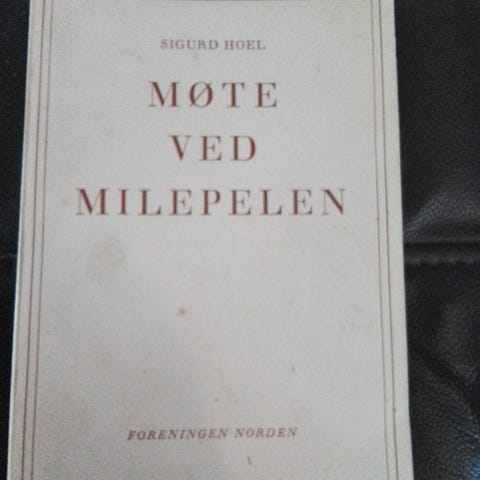 SIGURD HOEL
MØTE
VED
MILEPELEN
FORENINGEN NORDEN